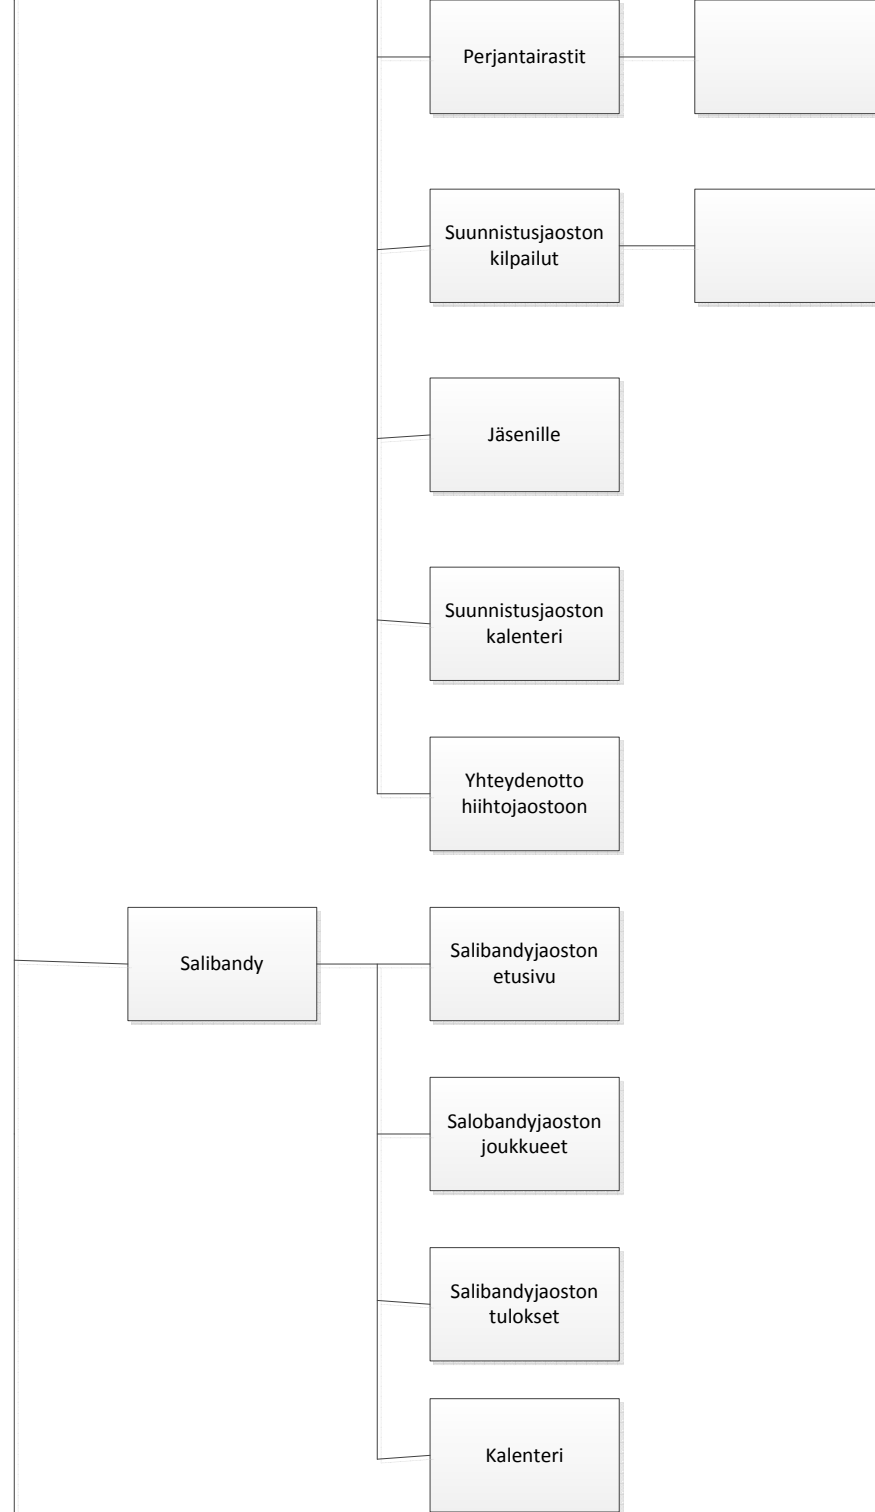 Perjantairastit
Suunnistusjaoston
kilpailut
Jäsenille
Suunnistusjaoston
kalenteri
Yhteydenotto
hiihtojaostoon
Salibandy
Salibandyjaoston
etusivu
Salobandyjaoston
joukkueet
Salibandyjaoston
tulokset
Kalenteri